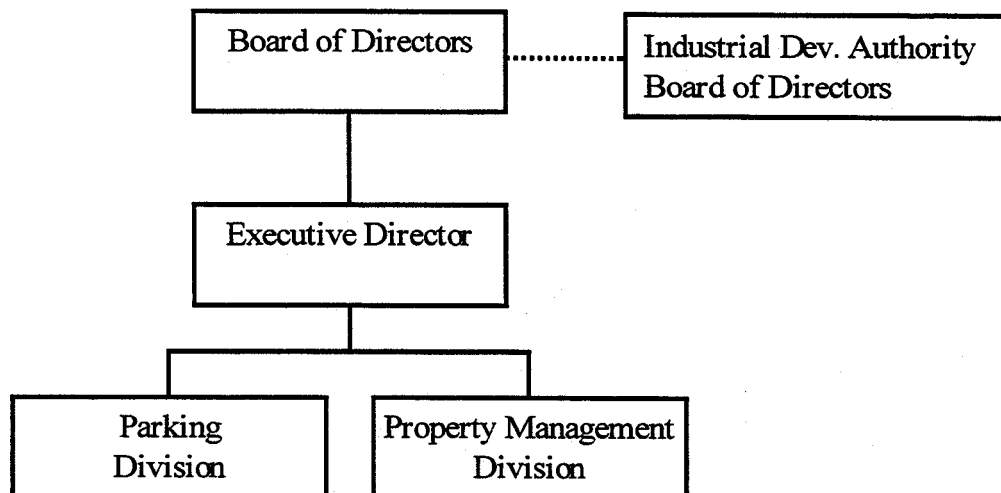 Board of Directors
Industrial Dev. Authority
Board of Directors
Executive Director
Parking
Division
Property Management
Division